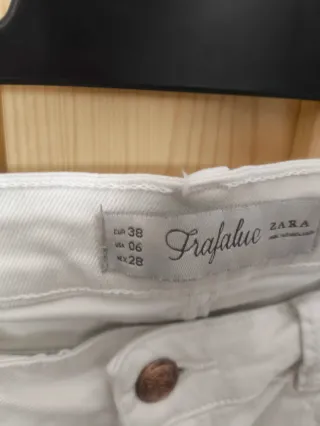 EUR 38
USA 06
MEX 28
Trafaluc
ZARA